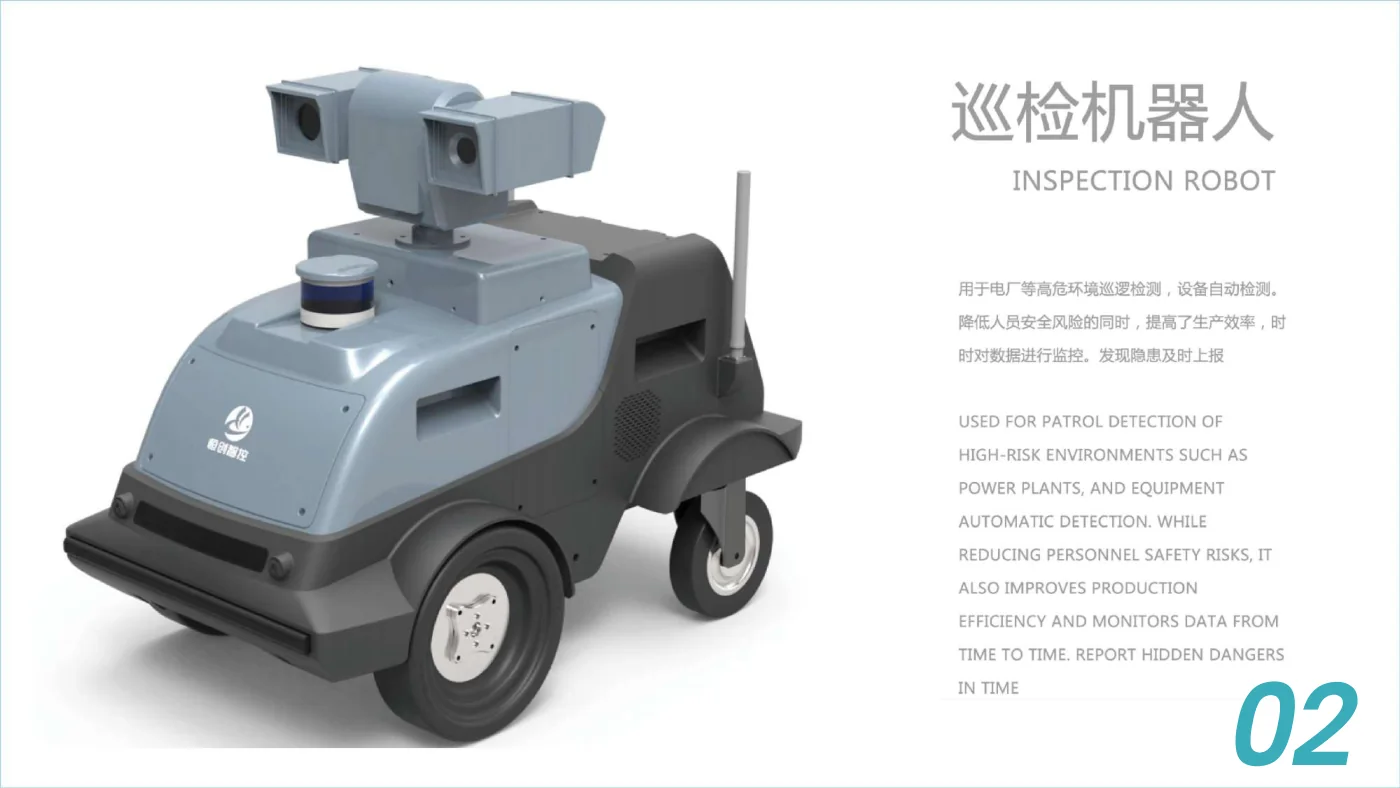 巡检机器人
INSPECTION ROBOT
用于电厂等高危环境巡逻检测，设备自动检测。
降低人员安全风险的同时，提高了生产效率，时
时对数据进行监控。发现隐患及时上报
USED FOR PATROL DETECTION OF
HIGH-RISK ENVIRONMENTS SUCH AS
POWER PLANTS, AND EQUIPMENT
AUTOMATIC DETECTION. WHILE
REDUCING PERSONNEL SAFETY RISKS, IT
ALSO IMPROVES PRODUCTION
EFFICIENCY AND MONITORS DATA FROM
TIME TO TIME. REPORT HIDDEN DANGERS
IN TIME
恒创智控
02